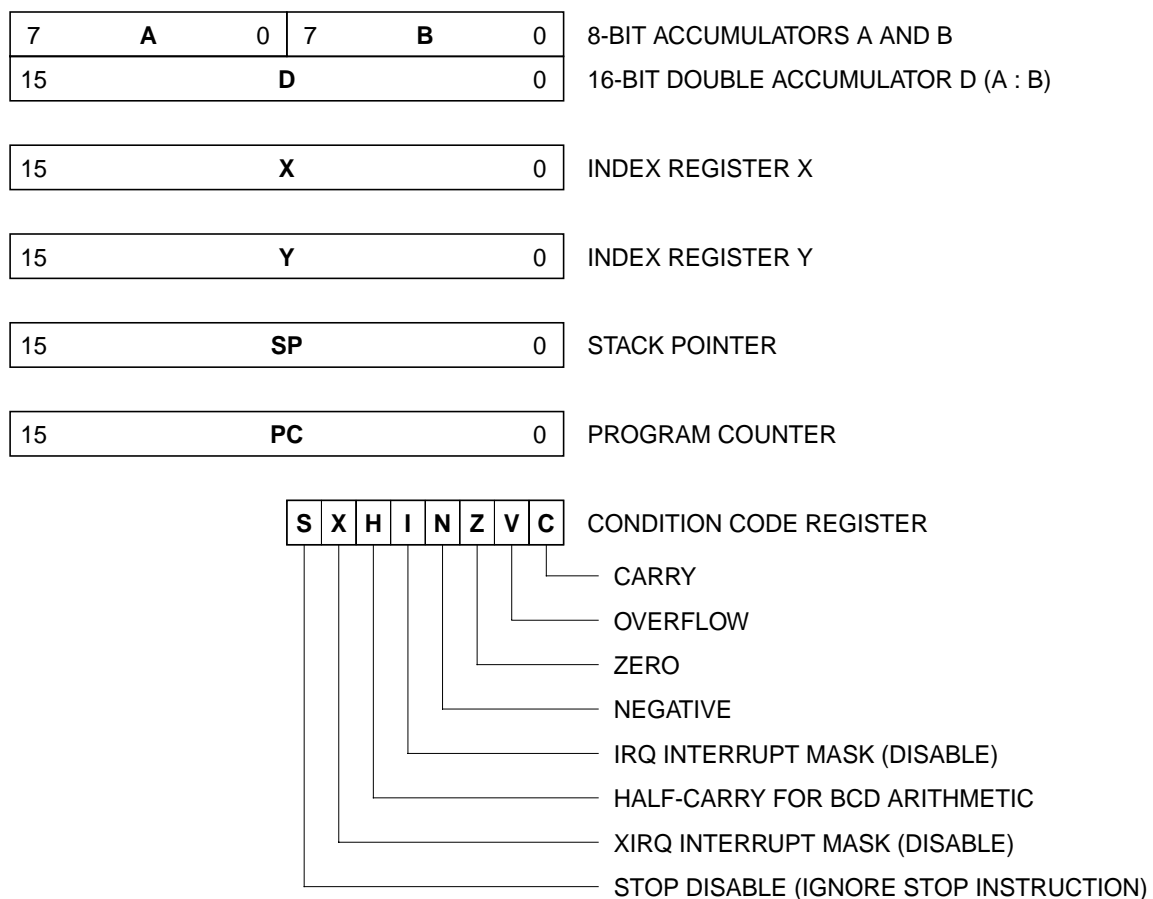 7 A 0 7 B 0 8-BIT ACCUMULATORS A AND B
15 D 0 16-BIT DOUBLE ACCUMULATOR D (A : B)
15 X 0 INDEX REGISTER X
15 Y 0 INDEX REGISTER Y
15 SP 0 STACK POINTER
15 PC 0 PROGRAM COUNTER
S X H I N Z V C CONDITION CODE REGISTER
CARRY
OVERFLOW
ZERO
NEGATIVE
IRQ INTERRUPT MASK (DISABLE)
HALF-CARRY FOR BCD ARITHMETIC
XIRQ INTERRUPT MASK (DISABLE)
STOP DISABLE (IGNORE STOP INSTRUCTION)